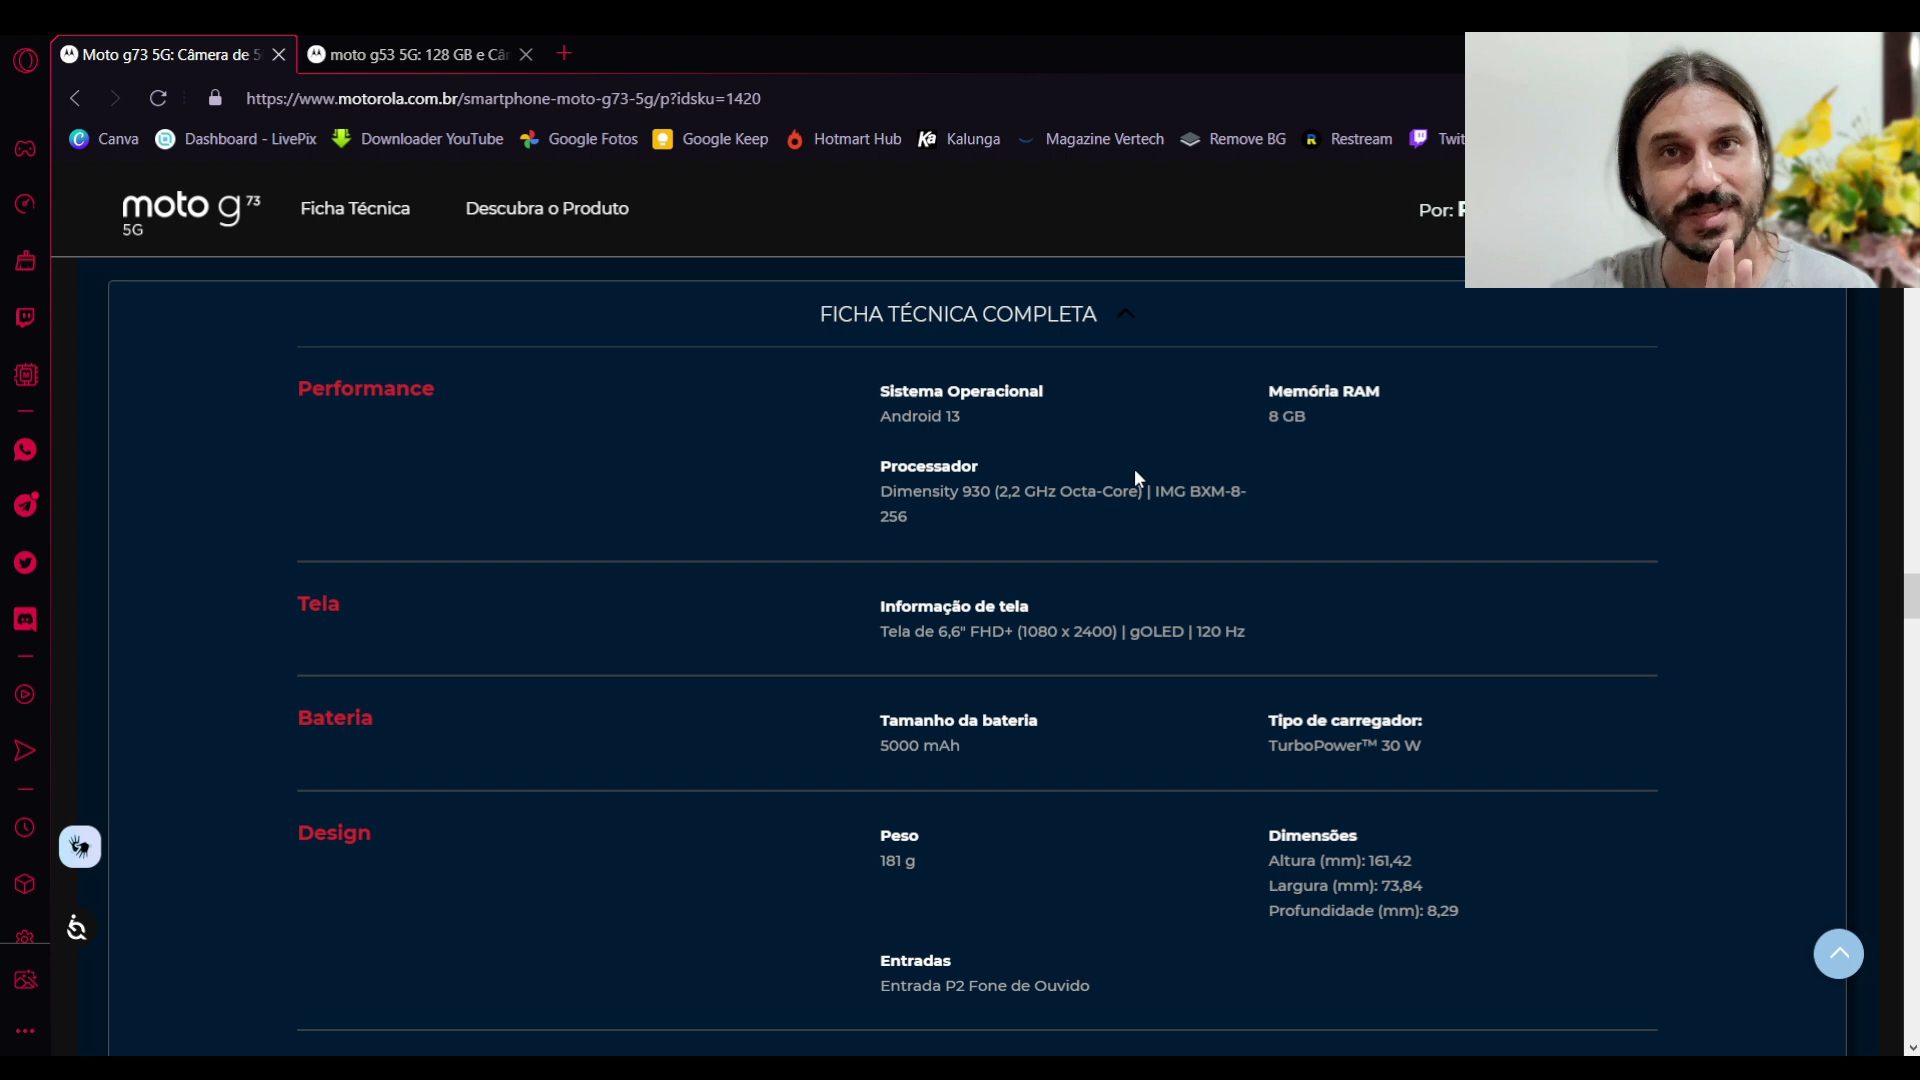 Moto g73 5G: Câmera de 5
moto g53 5G: 128 GB e Câ
https://www.motorola.com.br/smartphone-moto-g73-5g/p?idsku=1420
Canva
Dashboard - LivePix
Downloader YouTube
Google Fotos
Google Keep
Hotmart Hub
Ka Kalunga
Magazine Vertech
Remove BG
R Restream
Twit
moto g 73
5G
Ficha Técnica
Descubra o Produto
Por:
FICHA TÉCNICA COMPLETA
Performance
Sistema Operacional
Android 13
Memória RAM
8 GB
Processador
Dimensity 930 (2,2 GHz Octa-Core) | IMG BXM-8-
256
Tela
Informação de tela
Tela de 6,6" FHD+ (1080 x 2400) | gOLED | 120 Hz
Bateria
Tamanho da bateria
5000 mAh
Tipo de carregador:
TurboPower™ 30 W
Design
Peso
181 g
Dimensões
Altura (mm): 161,42
Largura (mm): 73,84
Profundidade (mm): 8,29
Entradas
Entrada P2 Fone de Ouvido